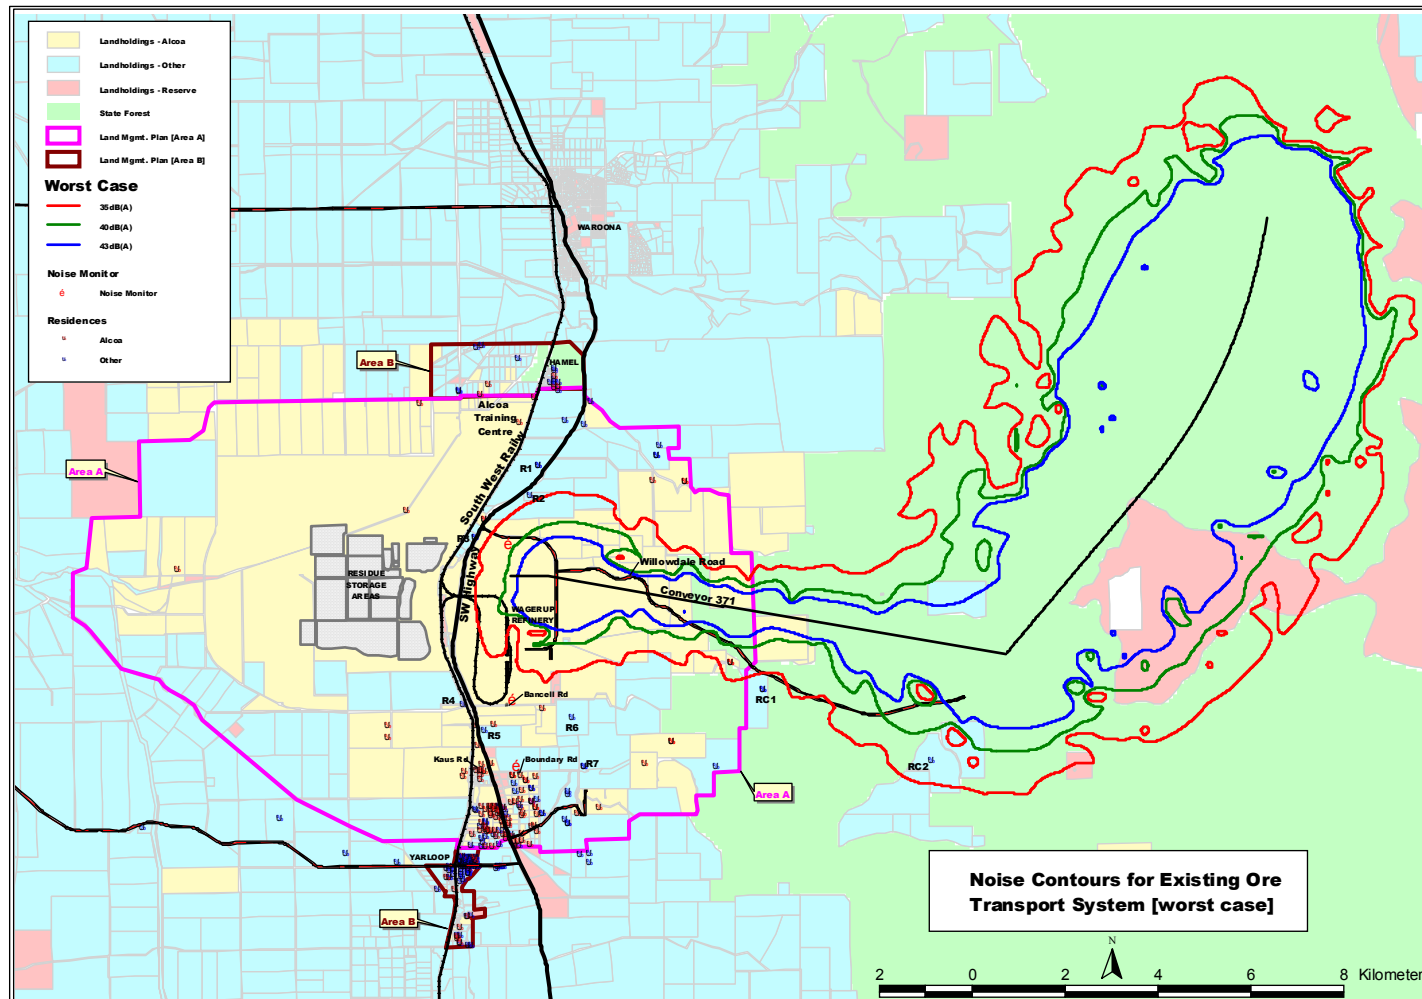 Landholdings - Alcoa
Landholdings - Other
Landholdings - Reserve
State Forest
Land Mgmt. Plan [Area A]
Land Mgmt. Plan [Area B]
Worst Case
35dB(A)
40dB(A)
43dB(A)
Noise Monitor
é Noise Monitor
Residences
Alcoa
Other
WAROONA
Area B
HAMEL
Alcoa
Training
Centre
Area A
South West Railw
R1
R2
R3
é
SW Highway
RESIDUE
STORAGE
AREAS
Willowdale Road
Conveyor 371
WAGERUP
REFINERY
R4
é
Bancell Rd
RC1
R5
R6
Kaus Rd
é
Boundary Rd
R7
RC2
Area A
YARLOOP
Area B
Noise Contours for Existing Ore
Transport System [worst case]
N
2 0 2 4 6 8 Kilometer